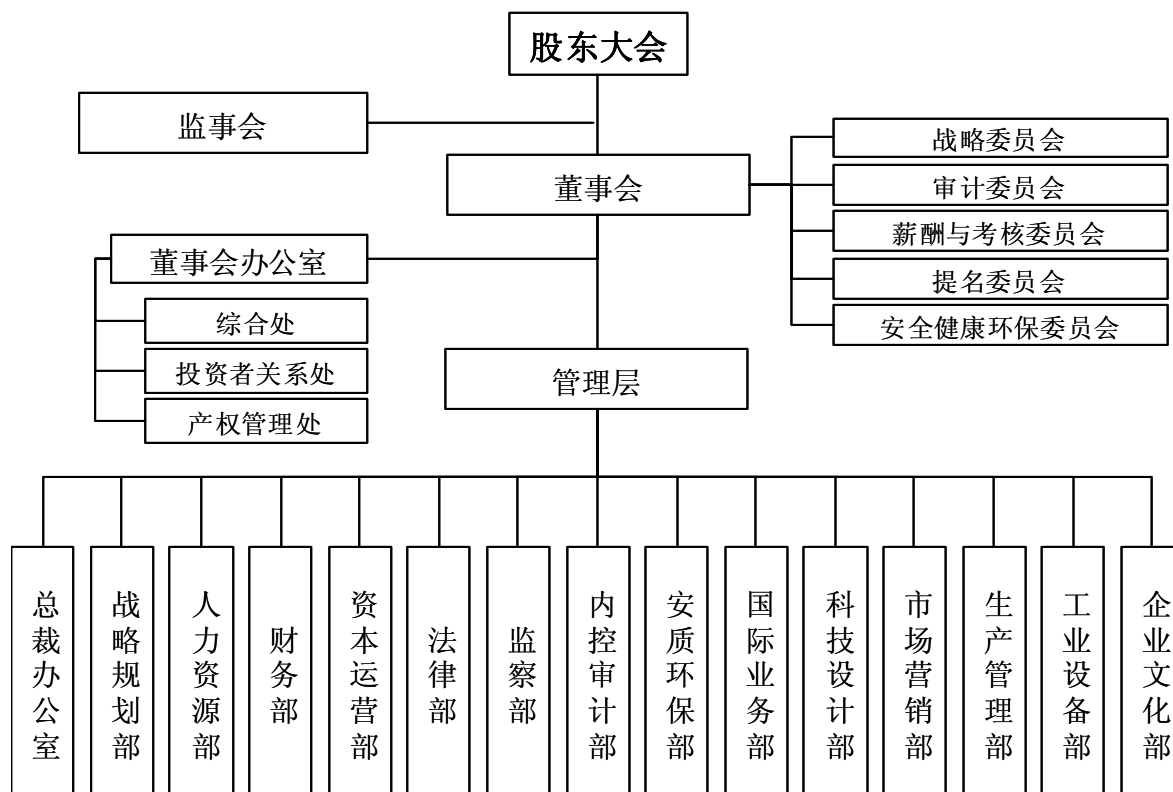 股东大会
监事会
董事会
战略委员会
审计委员会
薪酬与考核委员会
提名委员会
安全健康环保委员会
董事会办公室
综合处
投资者关系处
产权管理处
管理层
总裁办公室
战略规划部
人力资源部
财务部
资本运营部
法律部
监察部
内控审计部
安质环保部
国际业务部
科技设计部
市场营销部
生产管理部
工业设备部
企业文化部